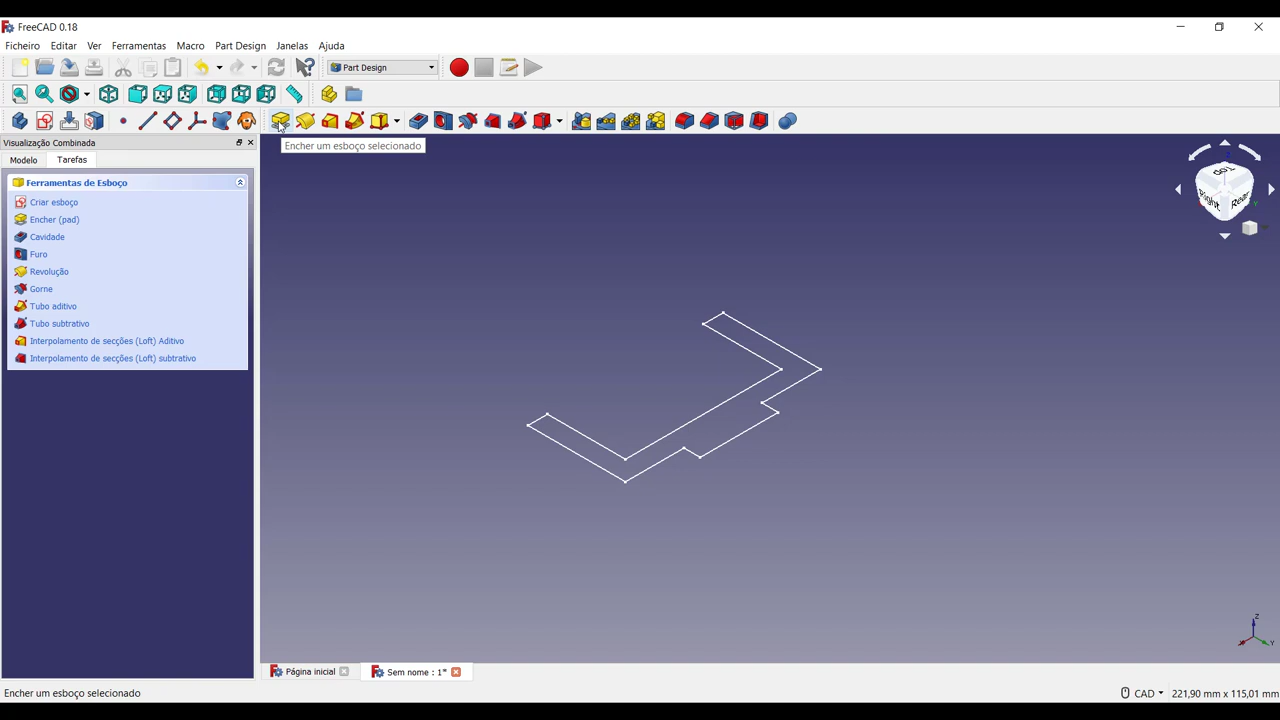 FreeCAD 0.18
Ficheiro Editar Ver Ferramentas Macro Part Design Janelas Ajuda
Part Design
Encher um esboço selecionado
Visualização Combinada
Modelo Tarefas
Ferramentas de Esboço
Criar esboço
Encher (pad)
Cavidade
Furo
Revolução
Gorne
Tubo aditivo
Tubo subtrativo
Interpolamento de secções (Loft) Aditivo
Interpolamento de secções (Loft) subtrativo
Top
Right Rear
Z
X Y
Página inicial Sem nome : 1*
Encher um esboço selecionado CAD 221,90 mm x 115,01 mm